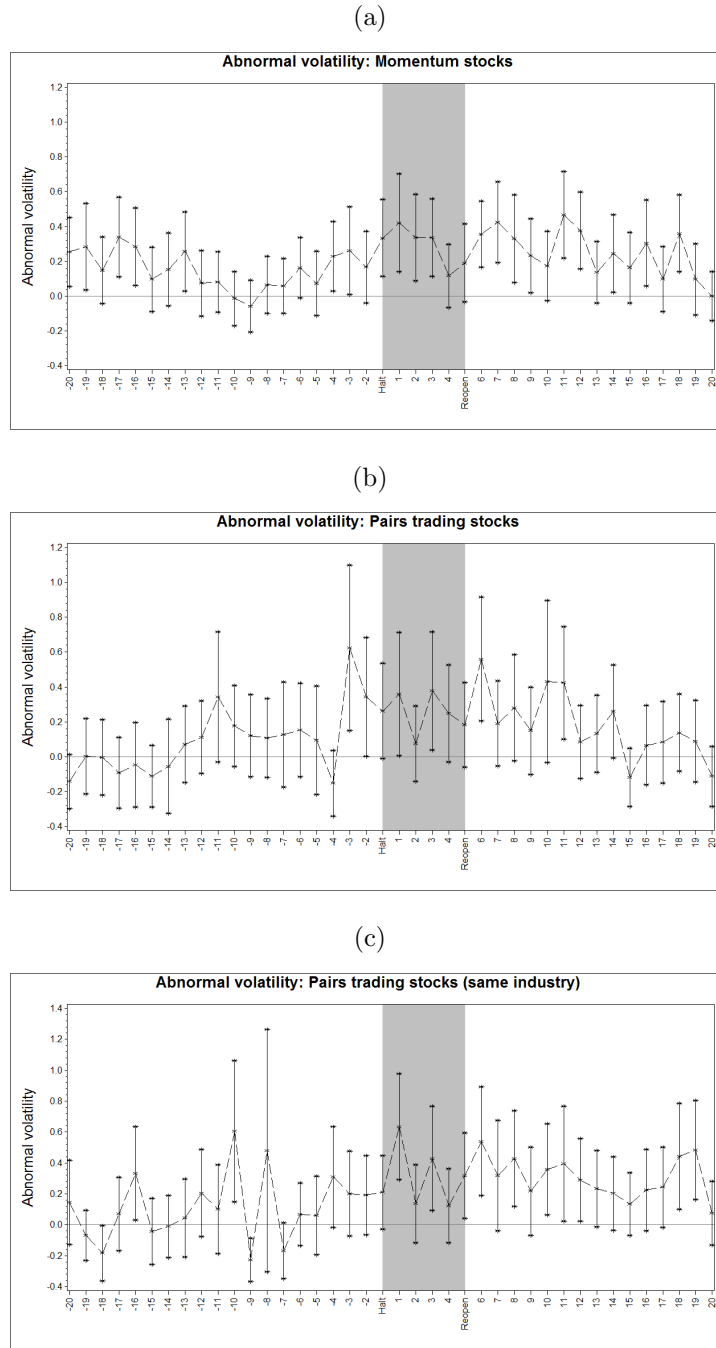 (a)
Abnormal volatility: Momentum stocks
Abnormal volatility
1.2
1.0
0.8
0.6
0.4
0.2
0.0
-0.2
-0.4
-20 -19 -18 -17 -16 -15 -14 -13 -12 -11 -10 -9 -8 -7 -6 -5 -4 -3 -2 Halt 1 2 3 4 Reopen 6 7 8 9 10 11 12 13 14 15 16 17 18 19 20
(b)
Abnormal volatility: Pairs trading stocks
Abnormal volatility
1.2
1.0
0.8
0.6
0.4
0.2
0.0
-0.2
-0.4
-20 -19 -18 -17 -16 -15 -14 -13 -12 -11 -10 -9 -8 -7 -6 -5 -4 -3 -2 Halt 1 2 3 4 Reopen 6 7 8 9 10 11 12 13 14 15 16 17 18 19 20
(c)
Abnormal volatility: Pairs trading stocks (same industry)
Abnormal volatility
1.4
1.2
1.0
0.8
0.6
0.4
0.2
0.0
-0.2
-0.4
-20 -19 -18 -17 -16 -15 -14 -13 -12 -11 -10 -9 -8 -7 -6 -5 -4 -3 -2 Halt 1 2 3 4 Reopen 6 7 8 9 10 11 12 13 14 15 16 17 18 19 20